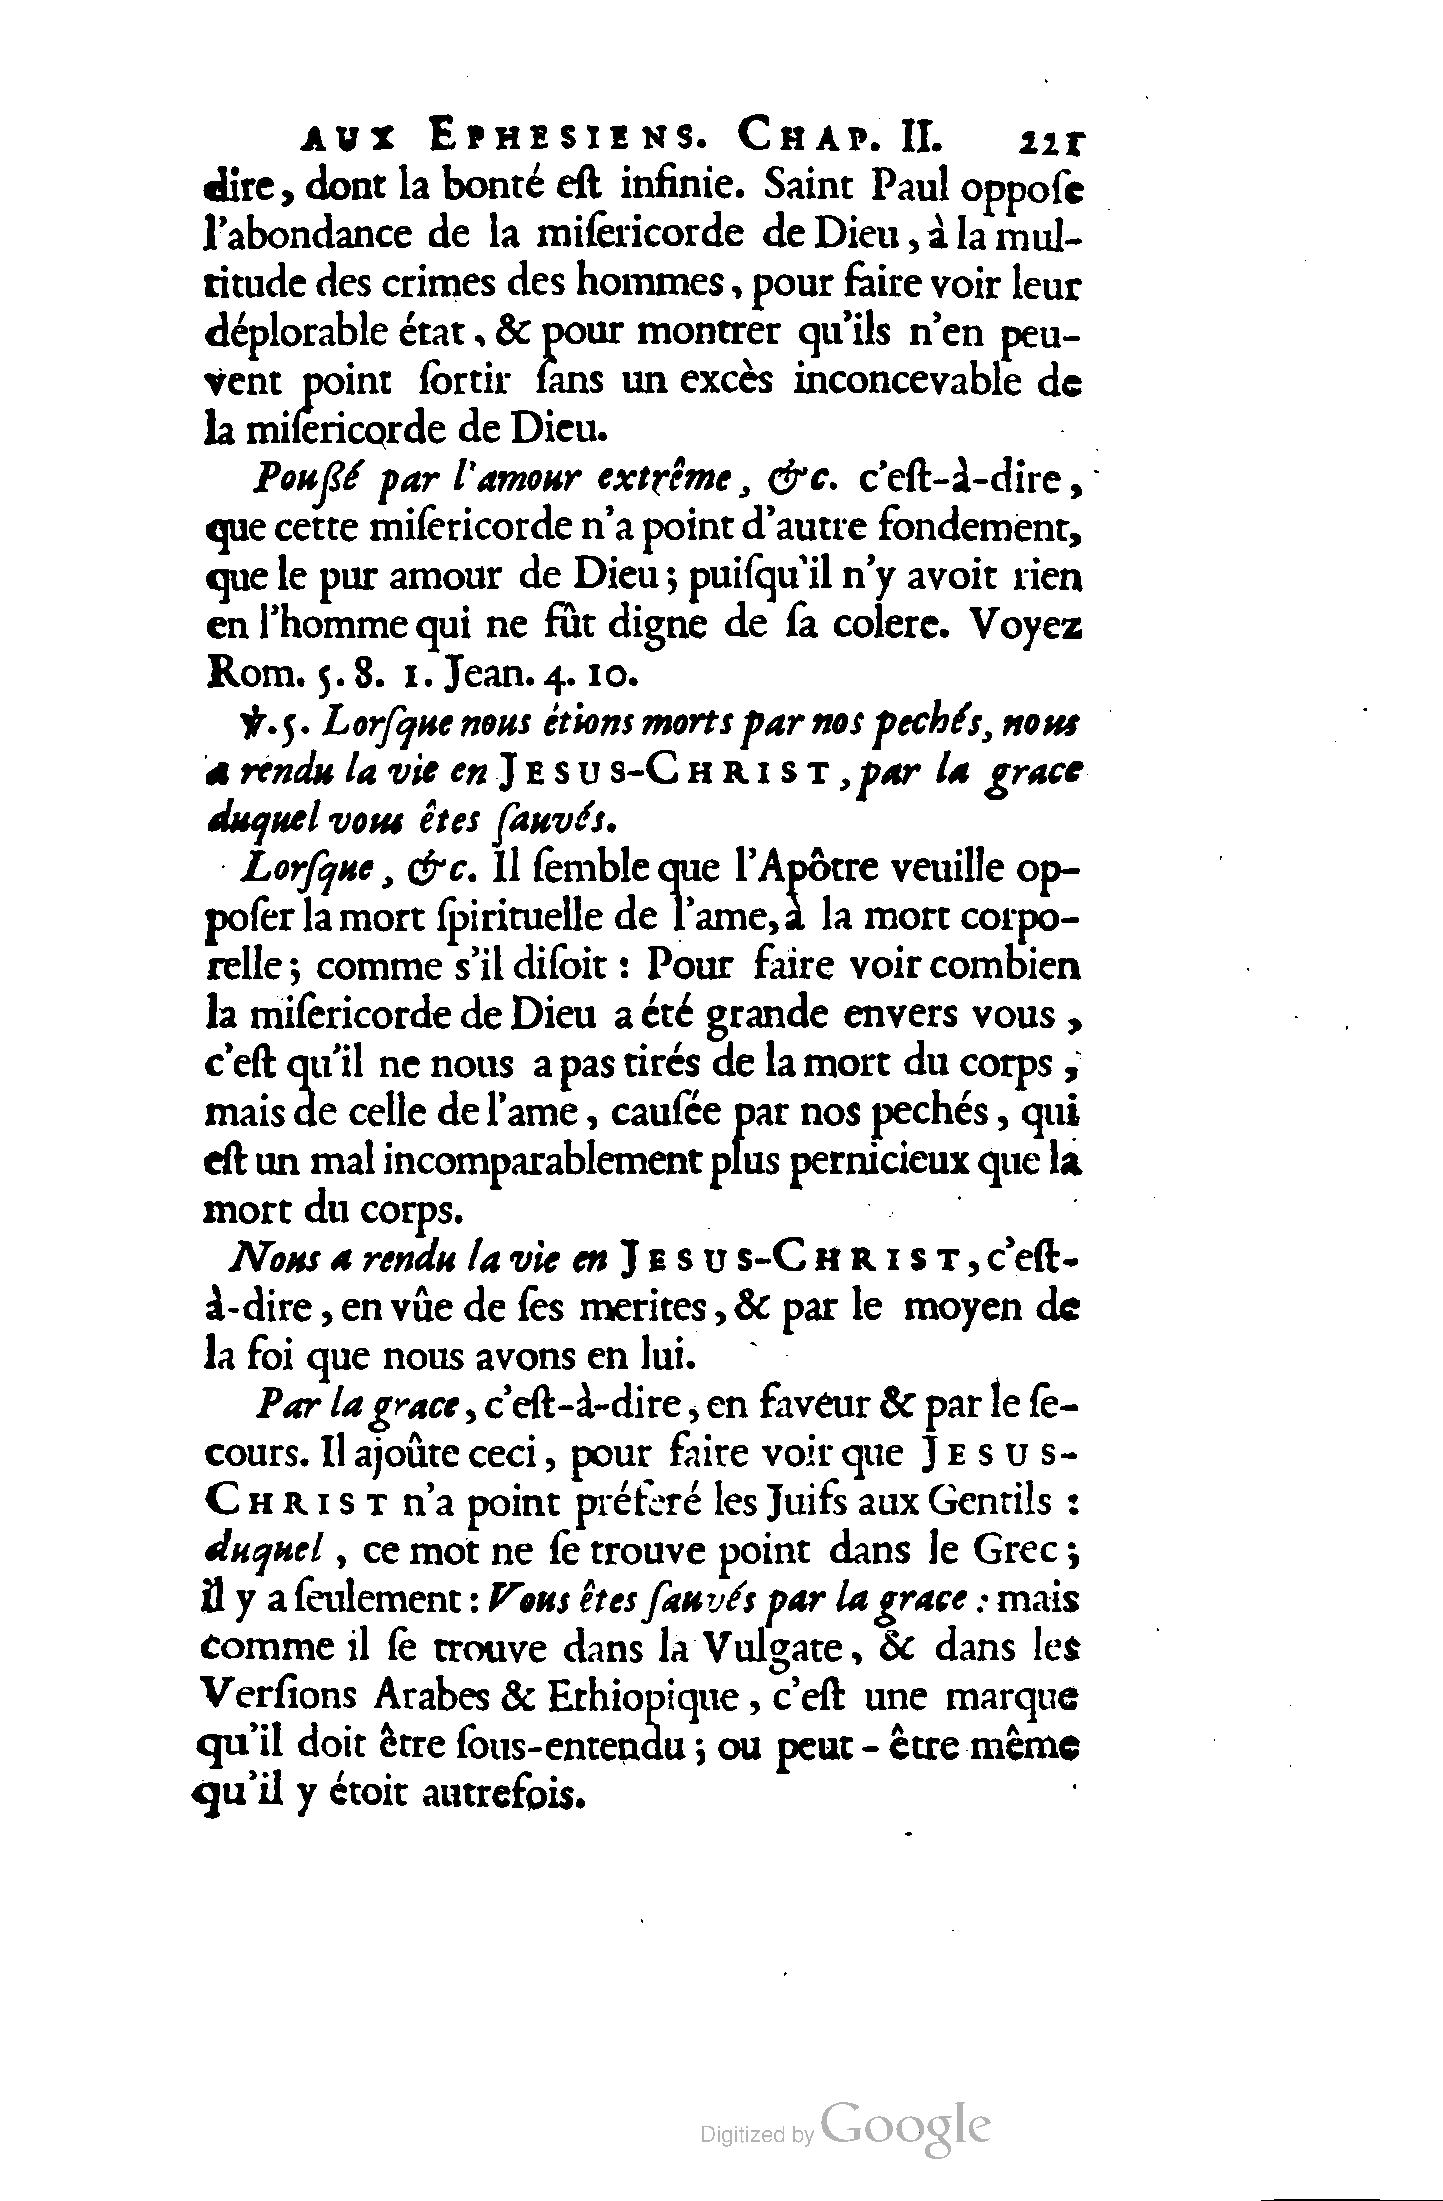 AUX EPHESIENS. CHAP. II. 221
dire, dont la bonté eſt infinie. Saint Paul oppoſe
l'abondance de la miſericorde de Dieu, à la mul-
titude des crimes des hommes, pour faire voir leur
déplorable état, & pour montrer qu'ils n'en peu-
vent point ſortir ſans un excès inconcevable de
la miſericorde de Dieu.
Pouſſé par l'amour extrême, &c. c'eſt-à-dire,
que cette miſericorde n'a point d'autre fondement,
que le pur amour de Dieu; puiſqu'il n'y avoit rien
en l'homme qui ne fût digne de ſa colere. Voyez
Rom. 5. 8. 1. Jean. 4. 10.
℣. 5. Lorſque nous étions morts par nos pechés, nous
a rendu la vie en JESUS-CHRIST, par la grace
duquel vous êtes ſauvés.
Lorſque, &c. Il ſemble que l'Apôtre veuille op-
poſer la mort ſpirituelle de l'ame, à la mort corpo-
relle; comme s'il diſoit : Pour faire voir combien
la miſericorde de Dieu a été grande envers vous,
c'eſt qu'il ne nous a pas tirés de la mort du corps,
mais de celle de l'ame, cauſée par nos pechés, qui
eſt un mal incomparablement plus pernicieux que la
mort du corps.
Nous a rendu la vie en JESUS-CHRIST, c'eſt-
à-dire, en vûe de ſes merites, & par le moyen de
la foi que nous avons en lui.
Par la grace, c'eſt-à-dire, en faveur & par le ſe-
cours. Il ajoûte ceci, pour faire voir que JESUS-
CHRIST n'a point préferé les Juifs aux Gentils :
duquel, ce mot ne ſe trouve point dans le Grec;
il y a ſeulement : Vous êtes ſauvés par la grace : mais
comme il ſe trouve dans la Vulgate, & dans les
Verſions Arabes & Ethiopique, c'eſt une marque
qu'il doit être ſous-entendu; ou peut-être même
qu'il y étoit autrefois.
Digitized by Google